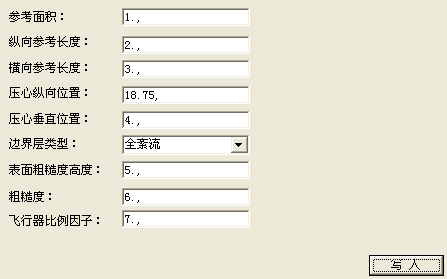 参考面积： 1.,
纵向参考长度： 2.,
横向参考长度： 3.,
压心纵向位置： 18.75,
压心垂直位置： 4.,
边界层类型： 全紊流
表面粗糙度高度： 5.,
粗糙度： 6.,
飞行器比例因子： 7.,
写 入